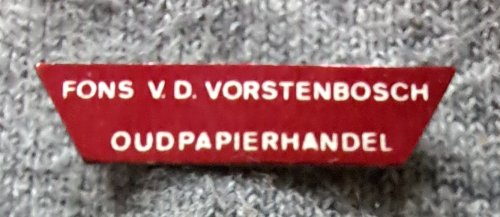 FONS V.D. VORSTENBOSCH
OUDPAPIERHANDEL